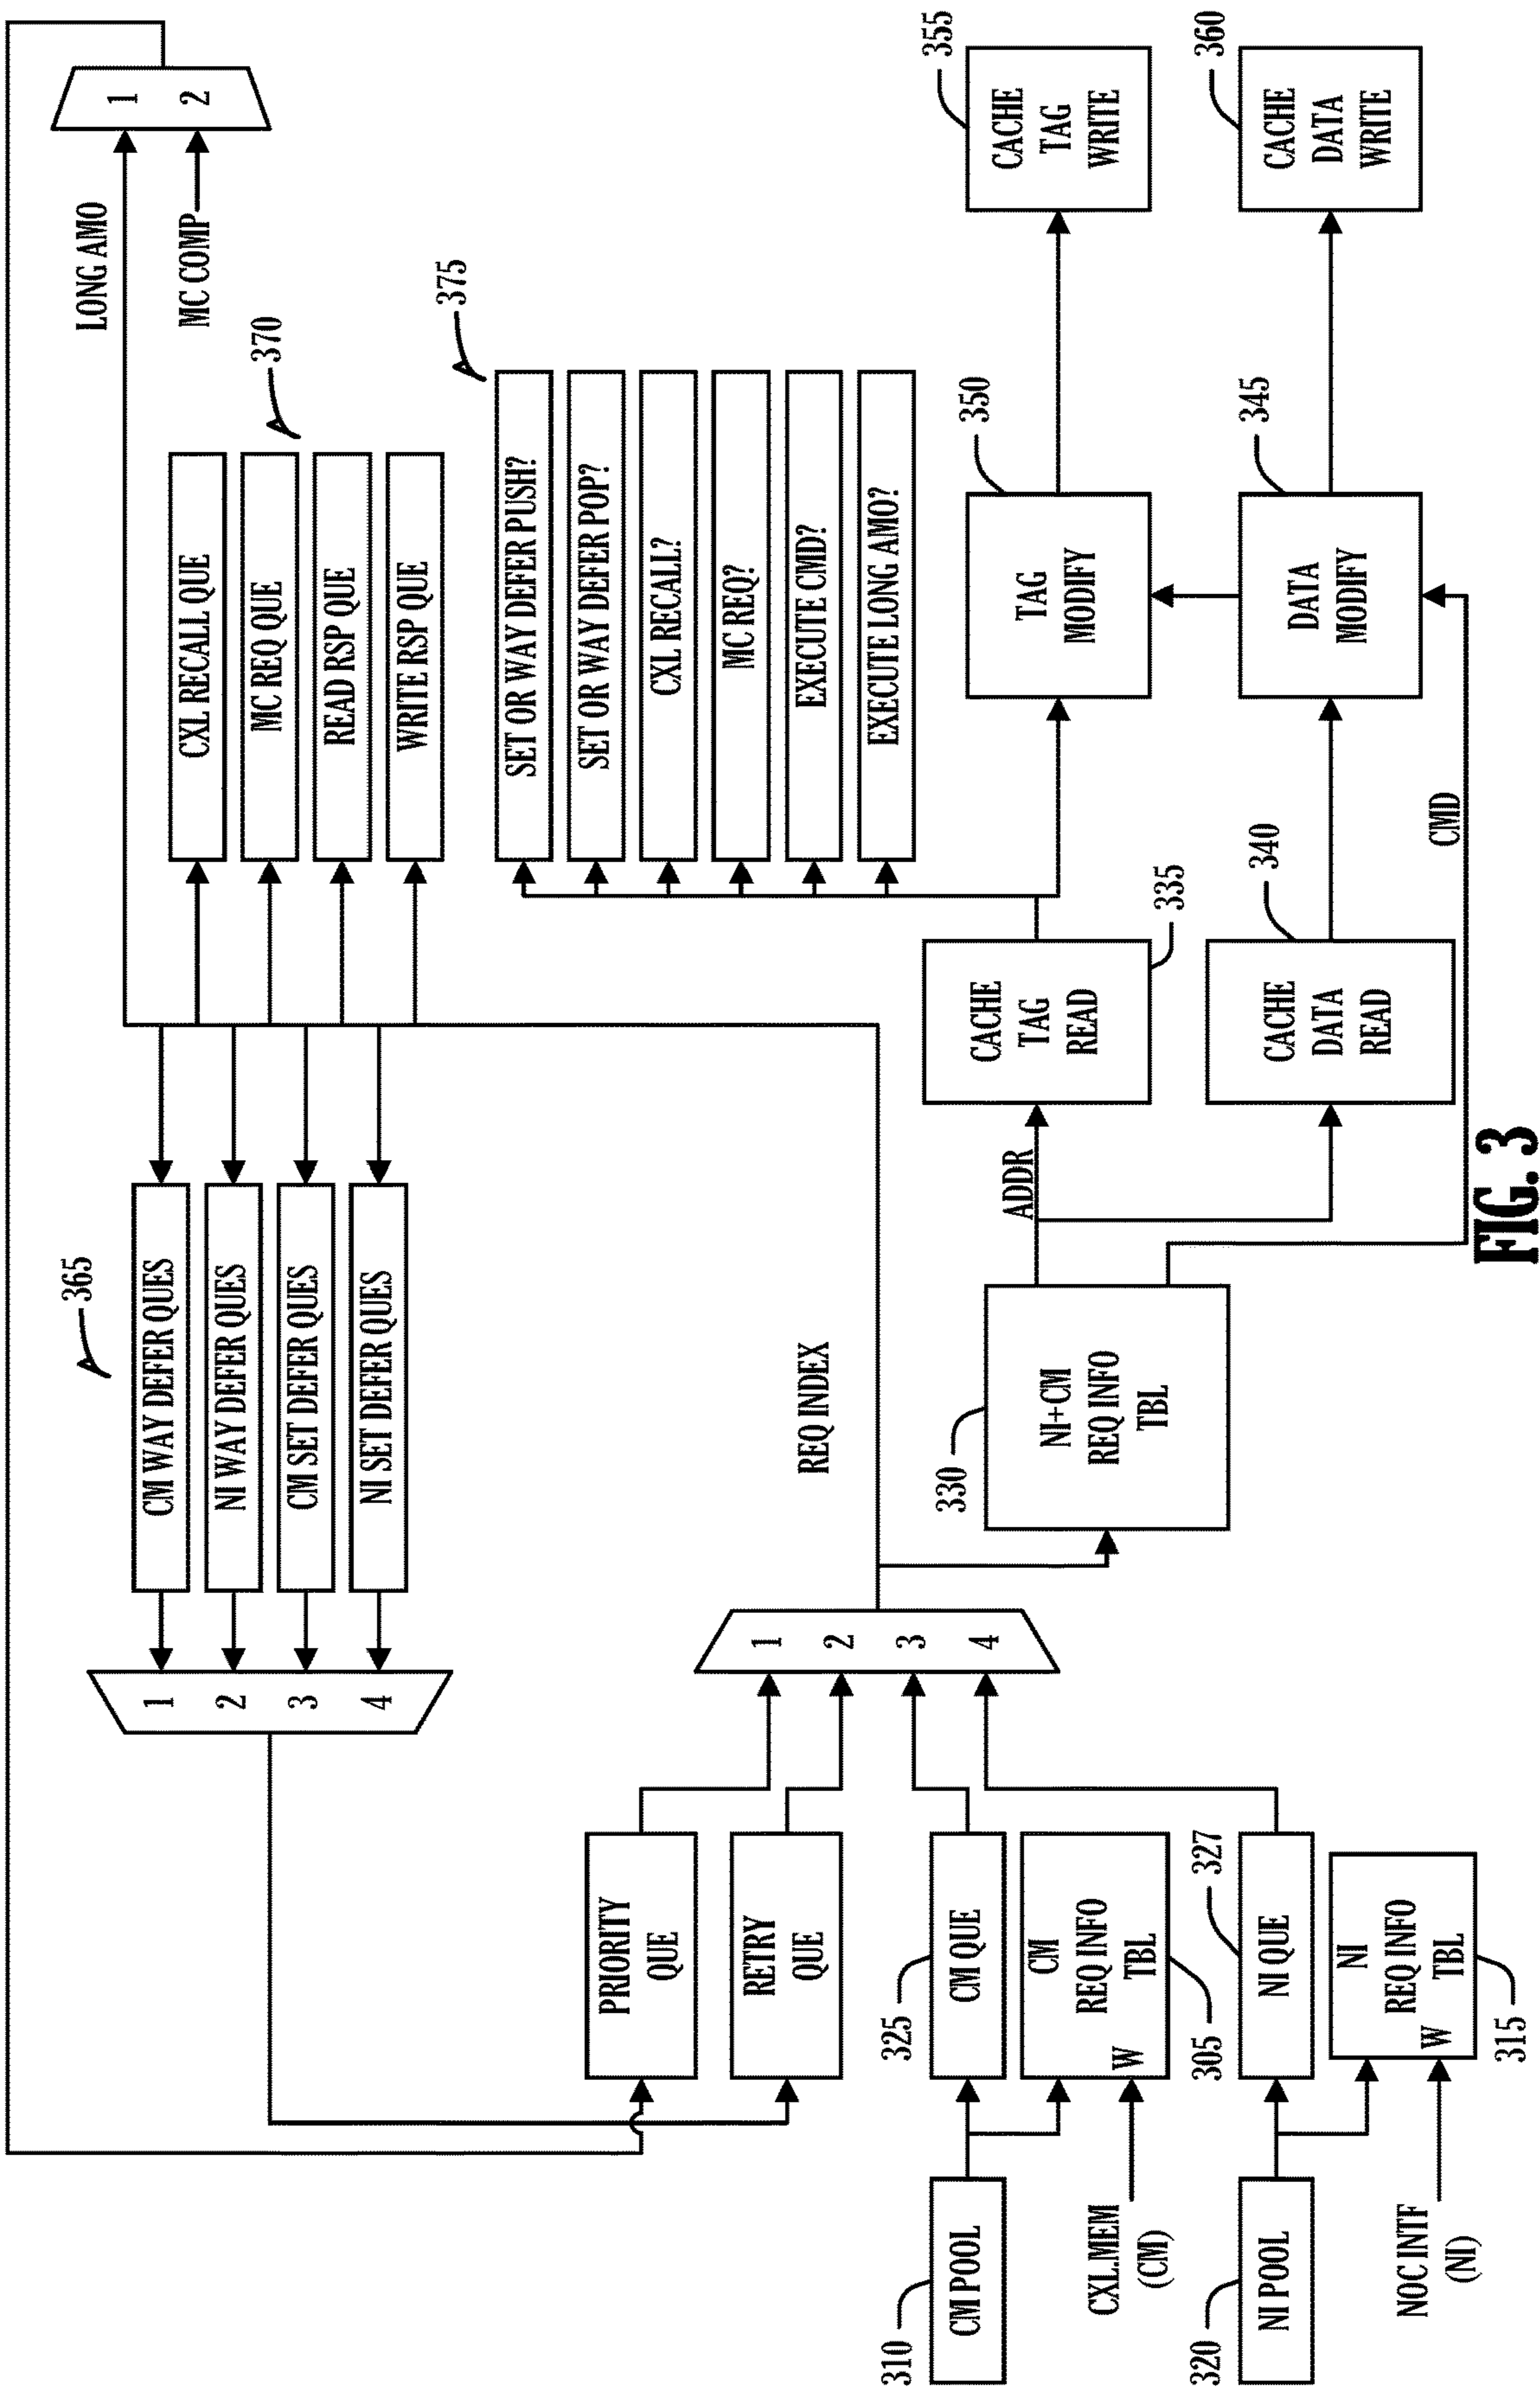 LONG AMO
MC COMP
1
2
365
CM WAY DEFER QUES
NI WAY DEFER QUES
CM SET DEFER QUES
NI SET DEFER QUES
1
2
3
4
CXL RECALL QUE
MC REQ QUE
READ RSP QUE
WRITE RSP QUE
370
375
SET OR WAY DEFER PUSH?
SET OR WAY DEFER POP?
CXL RECALL?
MC REQ?
EXECUTE CMD?
EXECUTE LONG AMO?
REQ INDEX
PRIORITY
QUE
RETRY
QUE
1
2
3
4
310
CM POOL
325
CM QUE
CM
REQ INFO
TBL
W
305
CXL.MEM
(CM)
320
NI POOL
327
NI QUE
NI
REQ INFO
TBL
W
315
NOC INTF
(NI)
330
NI+CM
REQ INFO
TBL
ADDR
CACHE
TAG
READ
335
CACHE
DATA
READ
340
CMD
350
TAG
MODIFY
345
DATA
MODIFY
355
CACHE
TAG
WRITE
360
CACHE
DATA
WRITE
FIG. 3